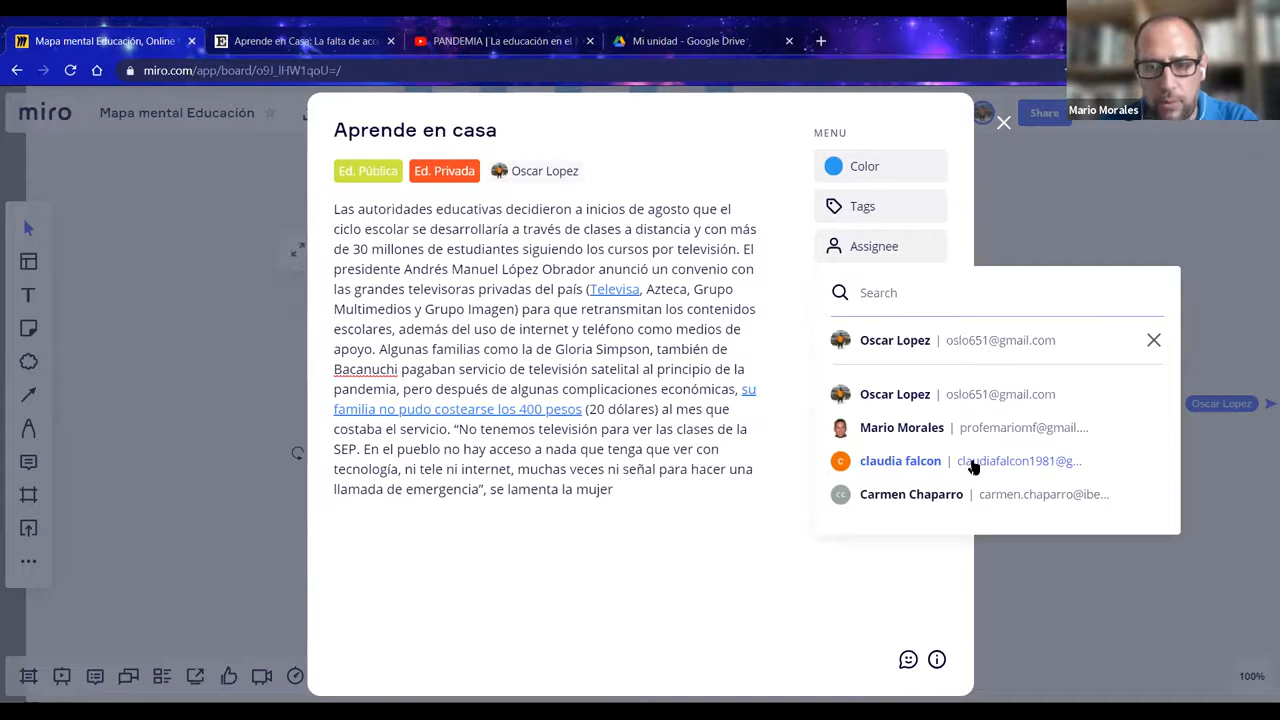 Mapa mental Educación, Online
Aprende en Casa: La falta de acc
PANDEMIA | La educación en el
Mi unidad - Google Drive
miro.com/app/board/o9J_lHW1qoU=/
Mario Morales
miro
Mapa mental Educación
Share
Aprende en casa
Ed. Pública
Ed. Privada
Oscar Lopez
Las autoridades educativas decidieron a inicios de agosto que el
ciclo escolar se desarrollaría a través de clases a distancia y con más
de 30 millones de estudiantes siguiendo los cursos por televisión. El
presidente Andrés Manuel López Obrador anunció un convenio con
las grandes televisoras privadas del país (Televisa, Azteca, Grupo
Multimedios y Grupo Imagen) para que retransmitan los contenidos
escolares, además del uso de internet y teléfono como medios de
apoyo. Algunas familias como la de Gloria Simpson, también de
Bacanuchi pagaban servicio de televisión satelital al principio de la
pandemia, pero después de algunas complicaciones económicas, su
familia no pudo costearse los 400 pesos (20 dólares) al mes que
costaba el servicio. “No tenemos televisión para ver las clases de la
SEP. En el pueblo no hay acceso a nada que tenga que ver con
tecnología, ni tele ni internet, muchas veces ni señal para hacer una
llamada de emergencia”, se lamenta la mujer
MENU
Color
Tags
Assignee
Search
Oscar Lopez | oslo651@gmail.com
Oscar Lopez | oslo651@gmail.com
Mario Morales | profemariomf@gmail....
C claudia falcon | claudiafalcon1981@g...
CC Carmen Chaparro | carmen.chaparro@ibe...
Oscar Lopez
100%